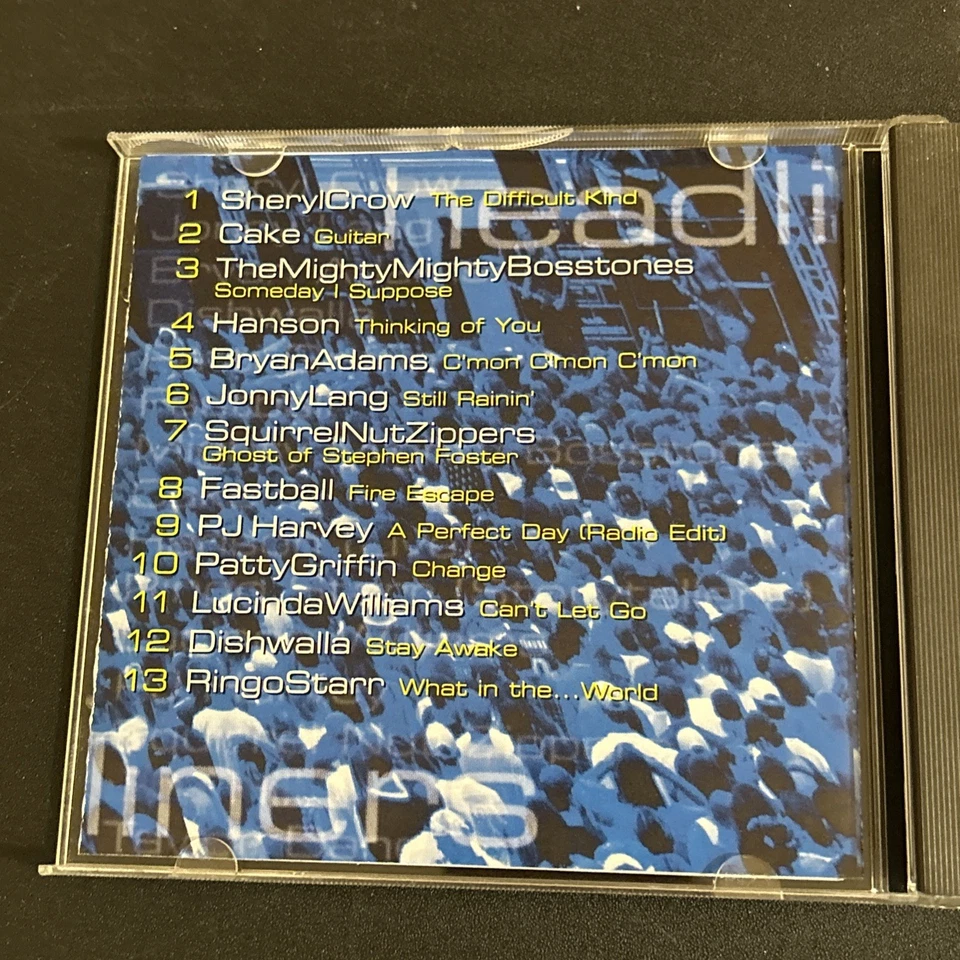 headli
1 SherylCrow The Difficult Kind
2 Cake Guitar
3 TheMightyMightyBosstones
Someday I Suppose
4 Hanson Thinking of You
5 BryanAdams C'mon C'mon C'mon
6 JonnyLang Still Rainin'
7 SquirrelNutZippers
Ghost of Stephen Foster
8 Fastball Fire Escape
9 PJ Harvey A Perfect Day (Radio Edit)
10 PattyGriffin Change
11 LucindaWilliams Can't Let Go
12 Dishwalla Stay Awake
13 RingoStarr What in the...World
liners